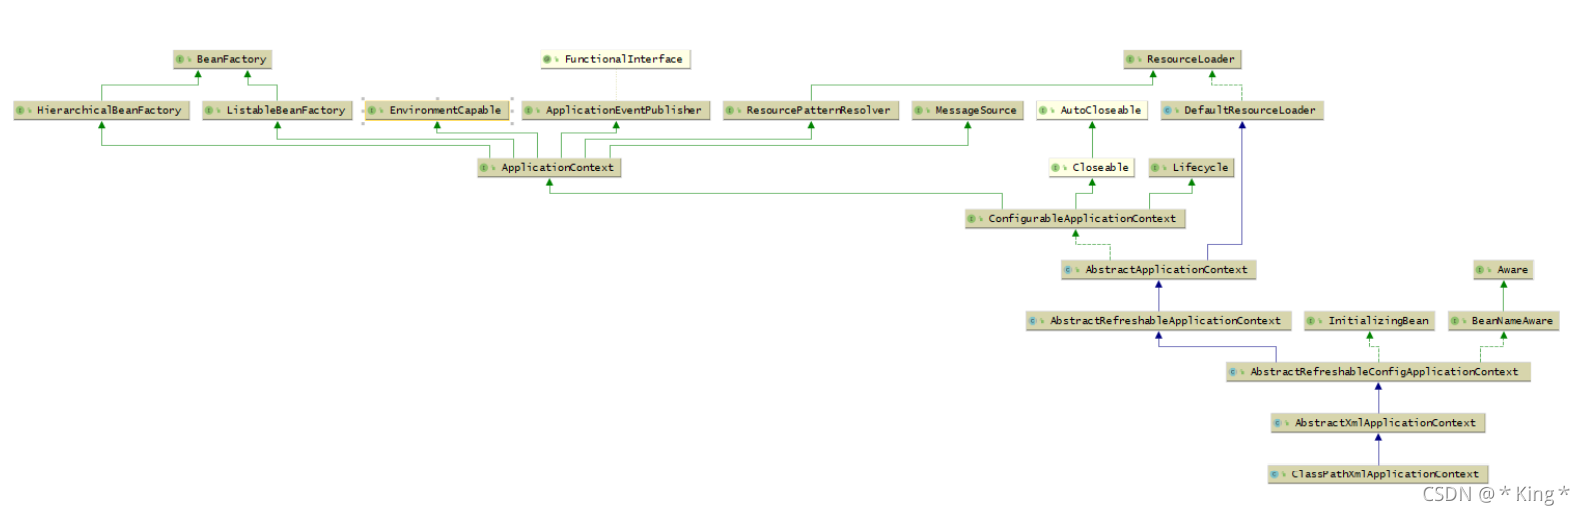 BeanFactory
FunctionalInterface
ResourceLoader
HierarchicalBeanFactory
ListableBeanFactory
EnvironmentCapable
ApplicationEventPublisher
ResourcePatternResolver
MessageSource
AutoCloseable
DefaultResourceLoader
ApplicationContext
Closeable
Lifecycle
ConfigurableApplicationContext
AbstractApplicationContext
Aware
AbstractRefreshableApplicationContext
InitializingBean
BeanNameAware
AbstractRefreshableConfigApplicationContext
AbstractXmlApplicationContext
ClassPathXmlApplicationContext
CSDN @*King*